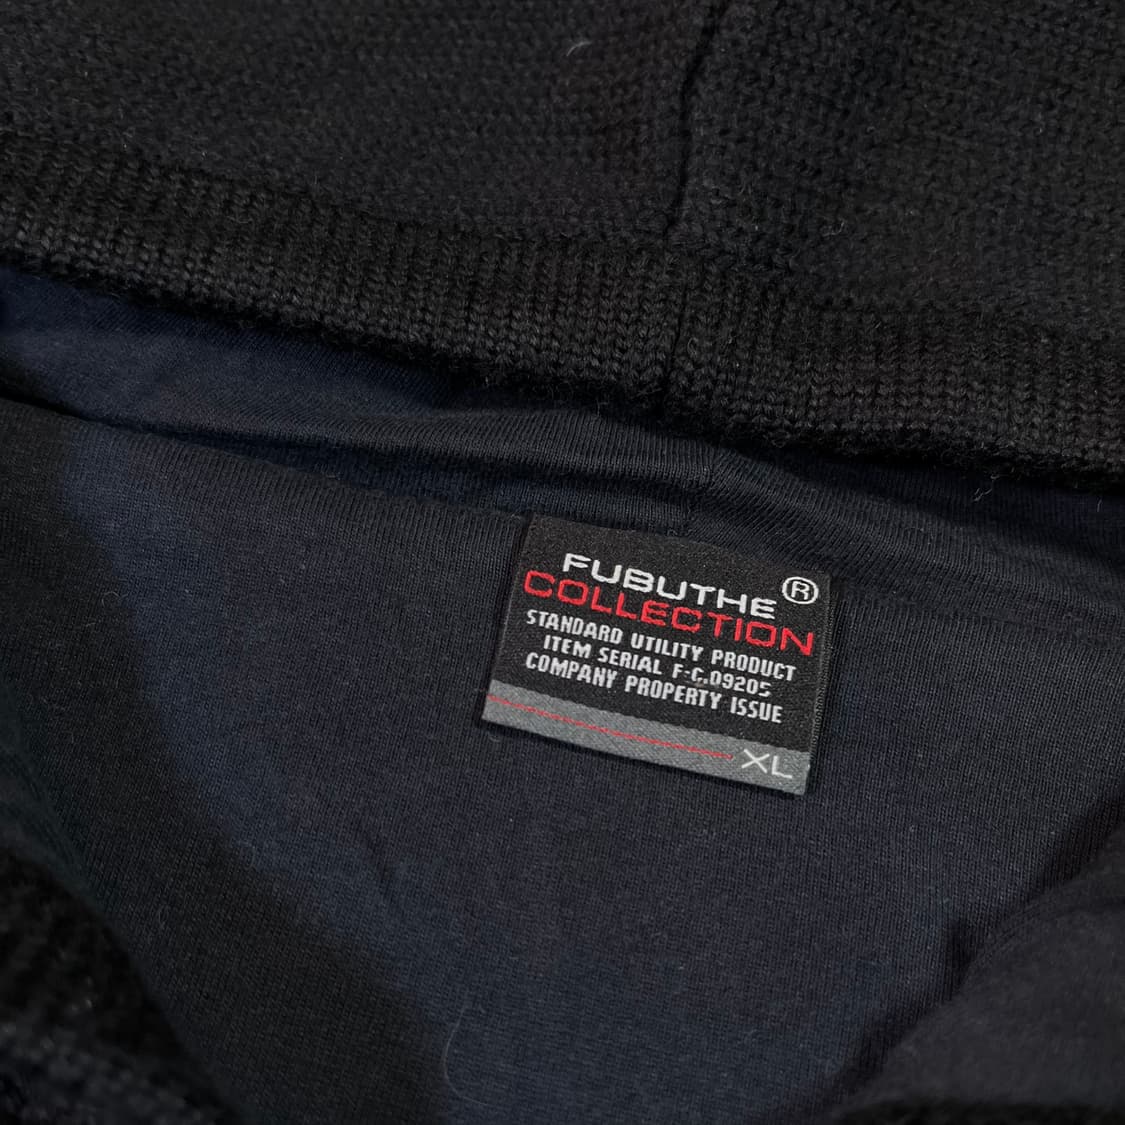 FUBUTHE ®
COLLECTION
STANDARD UTILITY PRODUCT
ITEM SERIAL F-C.09205
COMPANY PROPERTY ISSUE
XL